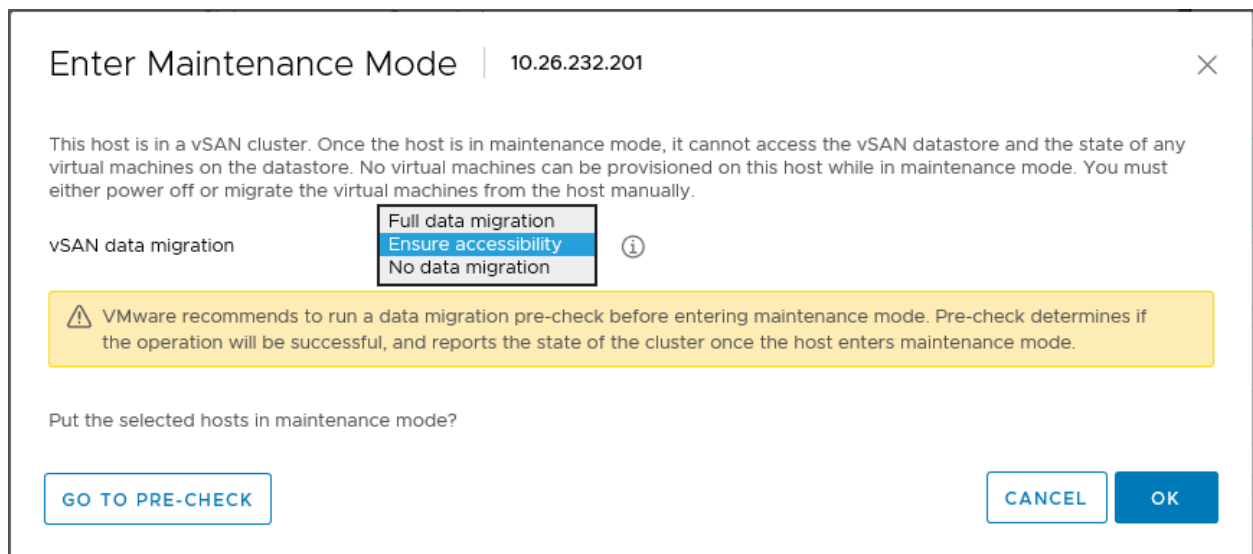 Enter Maintenance Mode 10.26.232.201
This host is in a vSAN cluster. Once the host is in maintenance mode, it cannot access the vSAN datastore and the state of any
virtual machines on the datastore. No virtual machines can be provisioned on this host while in maintenance mode. You must
either power off or migrate the virtual machines from the host manually.
Full data migration
vSAN data migration Ensure accessibility
No data migration
VMware recommends to run a data migration pre-check before entering maintenance mode. Pre-check determines if
the operation will be successful, and reports the state of the cluster once the host enters maintenance mode.
Put the selected hosts in maintenance mode?
GO TO PRE-CHECK CANCEL OK